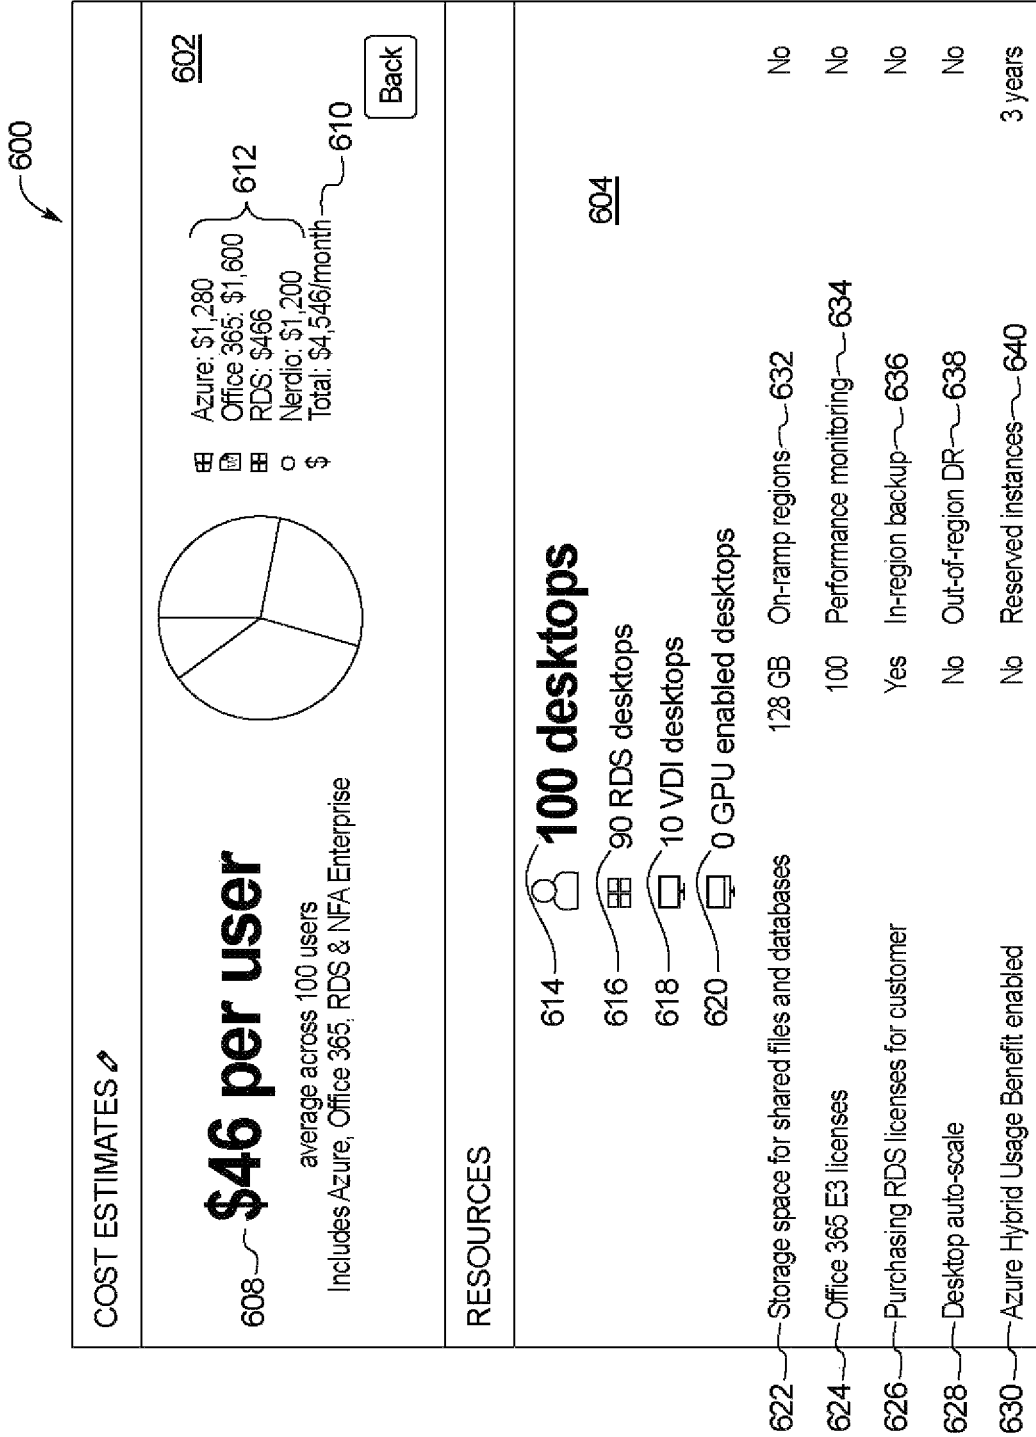 600
COST ESTIMATES
602
608
$46 per user
average across 100 users
Includes Azure, Office 365, RDS & NFA Enterprise
Azure: $1,280
Office 365: $1,600
RDS: $466
Nerdio: $1,200
Total: $4,546/month
612
610
Back
RESOURCES
604
614
100 desktops
616
90 RDS desktops
618
10 VDI desktops
620
0 GPU enabled desktops
622 Storage space for shared files and databases 128 GB On-ramp regions 632 No
624 Office 365 E3 licenses 100 Performance monitoring 634 No
626 Purchasing RDS licenses for customer Yes In-region backup 636 No
628 Desktop auto-scale No Out-of-region DR 638 No
630 Azure Hybrid Usage Benefit enabled No Reserved instances 640 3 years